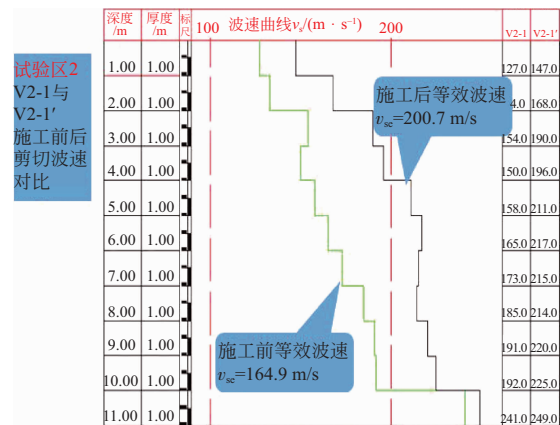 深度
/m
厚度
/m
标
尺
100 波速曲线vs/(m · s⁻¹) 200
V2-1 V2-1′
试验区2
V2-1与
V2-1′
施工前后
剪切波速
对比
1.00 1.00 127.0 147.0
2.00 1.00 4.0 168.0
3.00 1.00 154.0 190.0
4.00 1.00 150.0 196.0
5.00 1.00 158.0 211.0
6.00 1.00 165.0 217.0
7.00 1.00 173.0 215.0
8.00 1.00 185.0 214.0
9.00 1.00 191.0 220.0
10.00 1.00 192.0 225.0
11.00 1.00 241.0 249.0
施工后等效波速
vse=200.7 m/s
施工前等效波速
vse=164.9 m/s